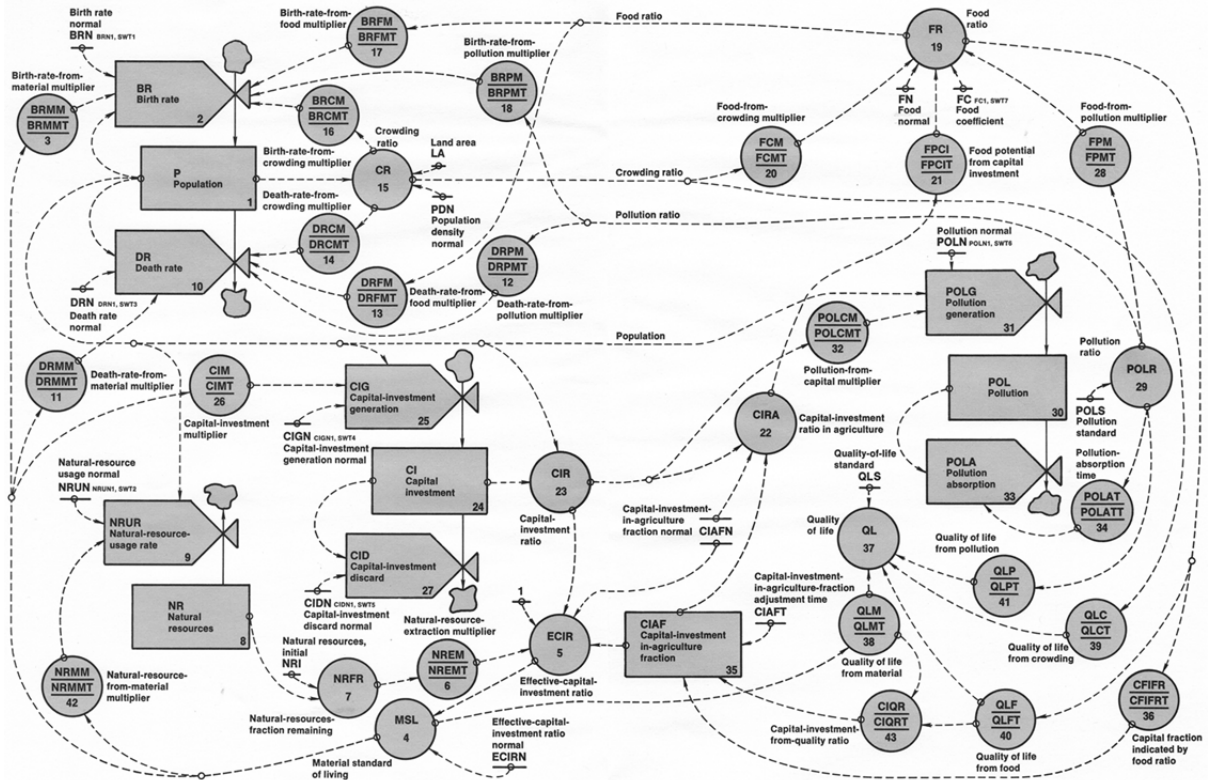 Birth rate
normal
BRN BRN1, SWT1
Birth-rate-from-
food multiplier
BRFM
BRFMT
17
Food ratio
FR
19
Food
ratio
Birth-rate-from-
material multiplier
BRMM
BRMMT
3
BR
Birth rate
2
Birth-rate-from-
pollution multiplier
BRPM
BRPMT
18
BRCM
BRCMT
16
Crowding
ratio
Birth-rate-from-
crowding multiplier
Land area
LA
CR
15
P
Population
1
PDN
Population
density
normal
Death-rate-from-
crowding multiplier
DRCM
DRCMT
14
Food-from-
crowding multiplier
FCM
FCMT
20
FN
Food
normal
FC FC1, SWT7
Food
coefficient
FPCI
FPCIT
21
Food potential
from capital
investment
Food-from-
pollution multiplier
FPM
FPMT
28
Crowding ratio
Pollution ratio
DR
Death rate
10
DRN DRN1, SWT3
Death rate
normal
DRFM
DRFMT
13
Death-rate-from-
food multiplier
DRPM
DRPMT
12
Death-rate-from-
pollution multiplier
Pollution normal
POLN POLN1, SWT6
POLG
Pollution
generation
31
POLCM
POLCMT
32
Pollution-from-
capital multiplier
Population
Pollution
ratio
POLR
29
POL
Pollution
30
POLS
Pollution
standard
DRMM
DRMMT
11
Death-rate-from-
material multiplier
CIM
CIMT
26
Capital-investment
multiplier
CIG
Capital-investment
generation
25
CIGN CIGN1, SWT4
Capital-investment
generation normal
CIRA
22
Capital-investment
ratio in agriculture
CI
Capital
investment
24
CIR
23
Capital-
investment
ratio
POLA
Pollution
absorption
33
Pollution-
absorption
time
POLAT
POLATT
34
Natural-resource
usage normal
NRUN NRUN1, SWT2
NRUR
Natural-resource-
usage rate
9
Quality-of-life
standard
QLS
Quality
of life
QL
37
Capital-investment-
in-agriculture
fraction normal
CIAFN
CID
Capital-investment
discard
27
CIDN CIDN1, SWT5
Capital-investment
discard normal
Quality of life
from pollution
QLP
QLPT
41
Capital-investment-
in-agriculture-fraction
adjustment time
CIAFT
QLM
QLMT
38
Quality of life
from material
QLC
QLCT
39
Quality of life
from crowding
NR
Natural
resources
8
Natural-resource-
extraction multiplier
1
ECIR
5
Effective-capital-
investment ratio
CIAF
Capital-investment
in-agriculture
fraction
35
Natural resources,
initial
NRI
NREM
NREMT
6
NRFR
7
Natural-resources-
fraction remaining
NRMM
NRMMT
42
Natural-resource-
from-material
multiplier
MSL
4
Material standard
of living
Effective-capital-
investment ratio
normal
ECIRN
Capital-investment-
from-quality ratio
CIQR
CIQRT
43
QLF
QLFT
40
Quality of life
from food
CFIFR
CFIFRT
36
Capital fraction
indicated by
food ratio